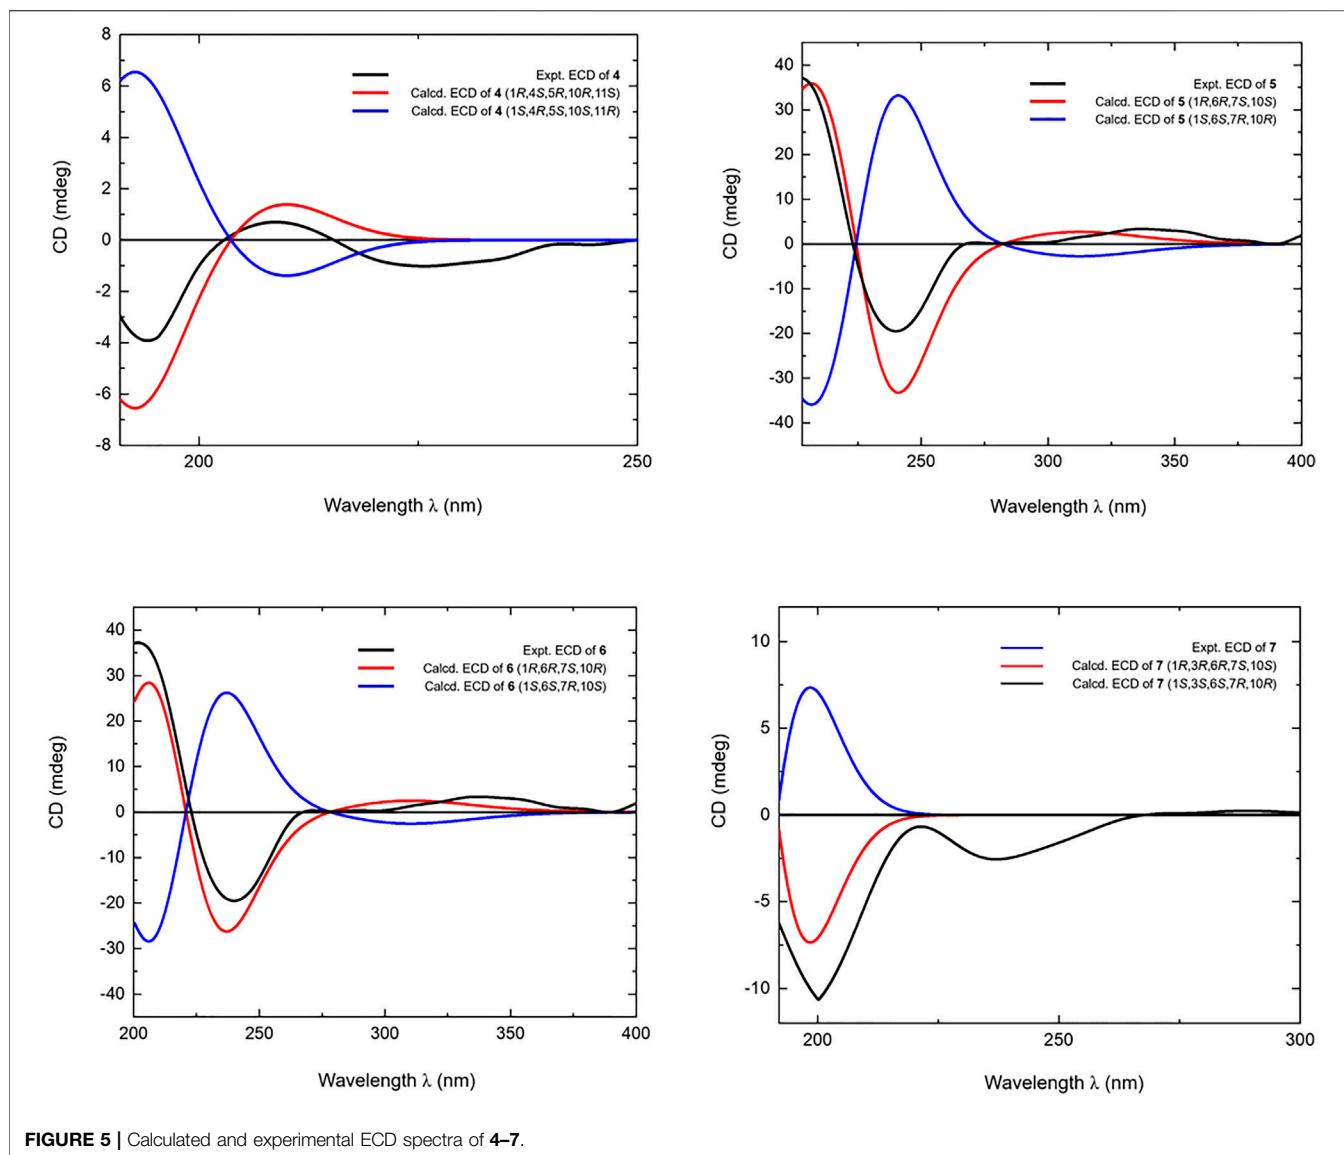 8
6
4
2
0
-2
-4
-6
-8
CD (mdeg)
Expt. ECD of 4
Calcd. ECD of 4 (1R,4S,5R,10R,11S)
Calcd. ECD of 4 (1S,4R,5S,10S,11R)
200
250
Wavelength λ (nm)
40
30
20
10
0
-10
-20
-30
-40
CD (mdeg)
Expt. ECD of 5
Calcd. ECD of 5 (1R,6R,7S,10S)
Calcd. ECD of 5 (1S,6S,7R,10R)
250
300
350
400
Wavelength λ (nm)
40
30
20
10
0
-10
-20
-30
-40
CD (mdeg)
Expt. ECD of 6
Calcd. ECD of 6 (1R,6R,7S,10R)
Calcd. ECD of 6 (1S,6S,7R,10S)
200
250
300
350
400
Wavelength λ (nm)
10
5
0
-5
-10
CD (mdeg)
Expt. ECD of 7
Calcd. ECD of 7 (1R,3R,6R,7S,10S)
Calcd. ECD of 7 (1S,3S,6S,7R,10R)
200
250
300
Wavelength λ (nm)
FIGURE 5 | Calculated and experimental ECD spectra of 4–7.